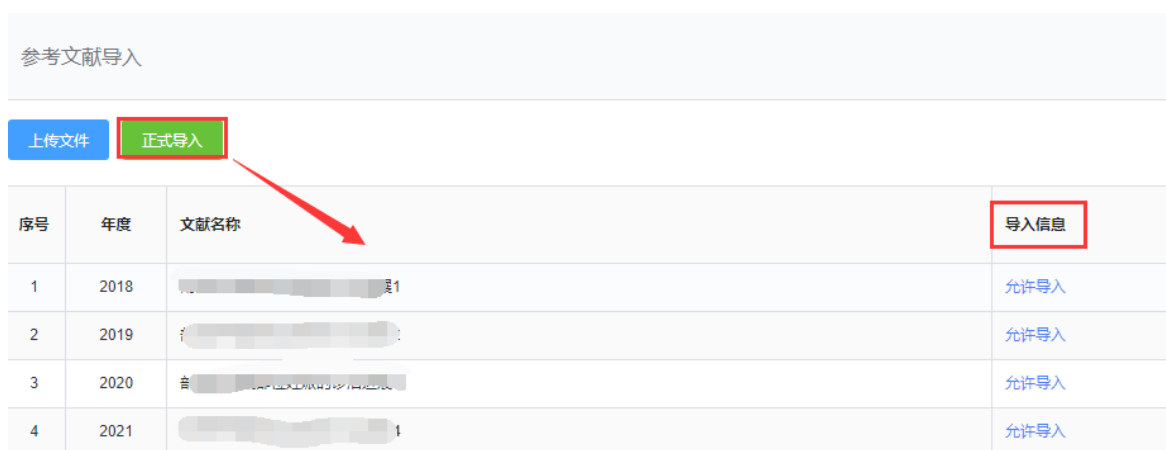 参考文献导入
上传文件 正式导入
序号 年度 文献名称 导入信息
1 2018 展1 允许导入
2 2019 允许导入
3 2020 允许导入
4 2021 4 允许导入